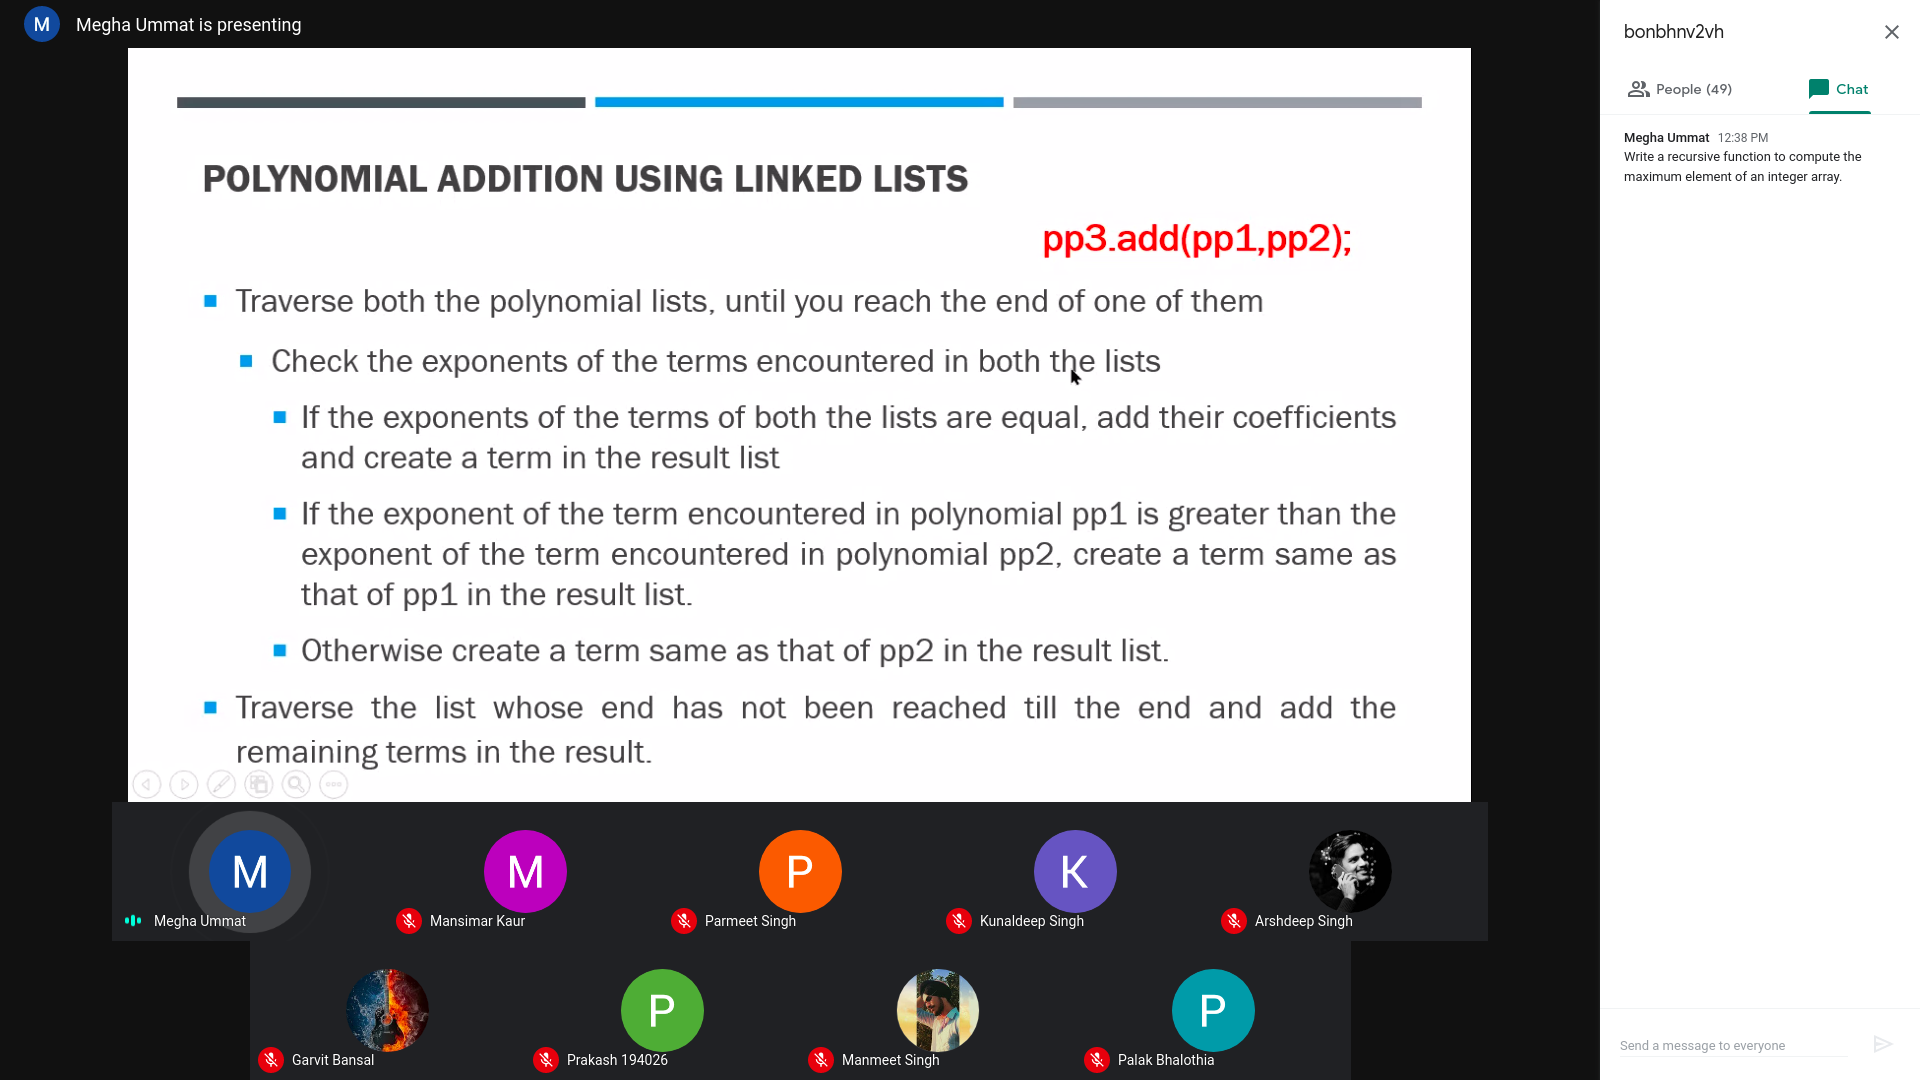 M Megha Ummat is presenting
POLYNOMIAL ADDITION USING LINKED LISTS
pp3.add(pp1,pp2);
Traverse both the polynomial lists, until you reach the end of one of them
Check the exponents of the terms encountered in both the lists
If the exponents of the terms of both the lists are equal, add their coefficients
and create a term in the result list
If the exponent of the term encountered in polynomial pp1 is greater than the
exponent of the term encountered in polynomial pp2, create a term same as
that of pp1 in the result list.
Otherwise create a term same as that of pp2 in the result list.
Traverse the list whose end has not been reached till the end and add the
remaining terms in the result.
M M P K
Megha Ummat Mansimar Kaur Parmeet Singh Kunaldeep Singh Arshdeep Singh
P P
Garvit Bansal Prakash 194026 Manmeet Singh Palak Bhalothia
bonbhnv2vh
People (49) Chat
Megha Ummat 12:38 PM
Write a recursive function to compute the
maximum element of an integer array.
Send a message to everyone